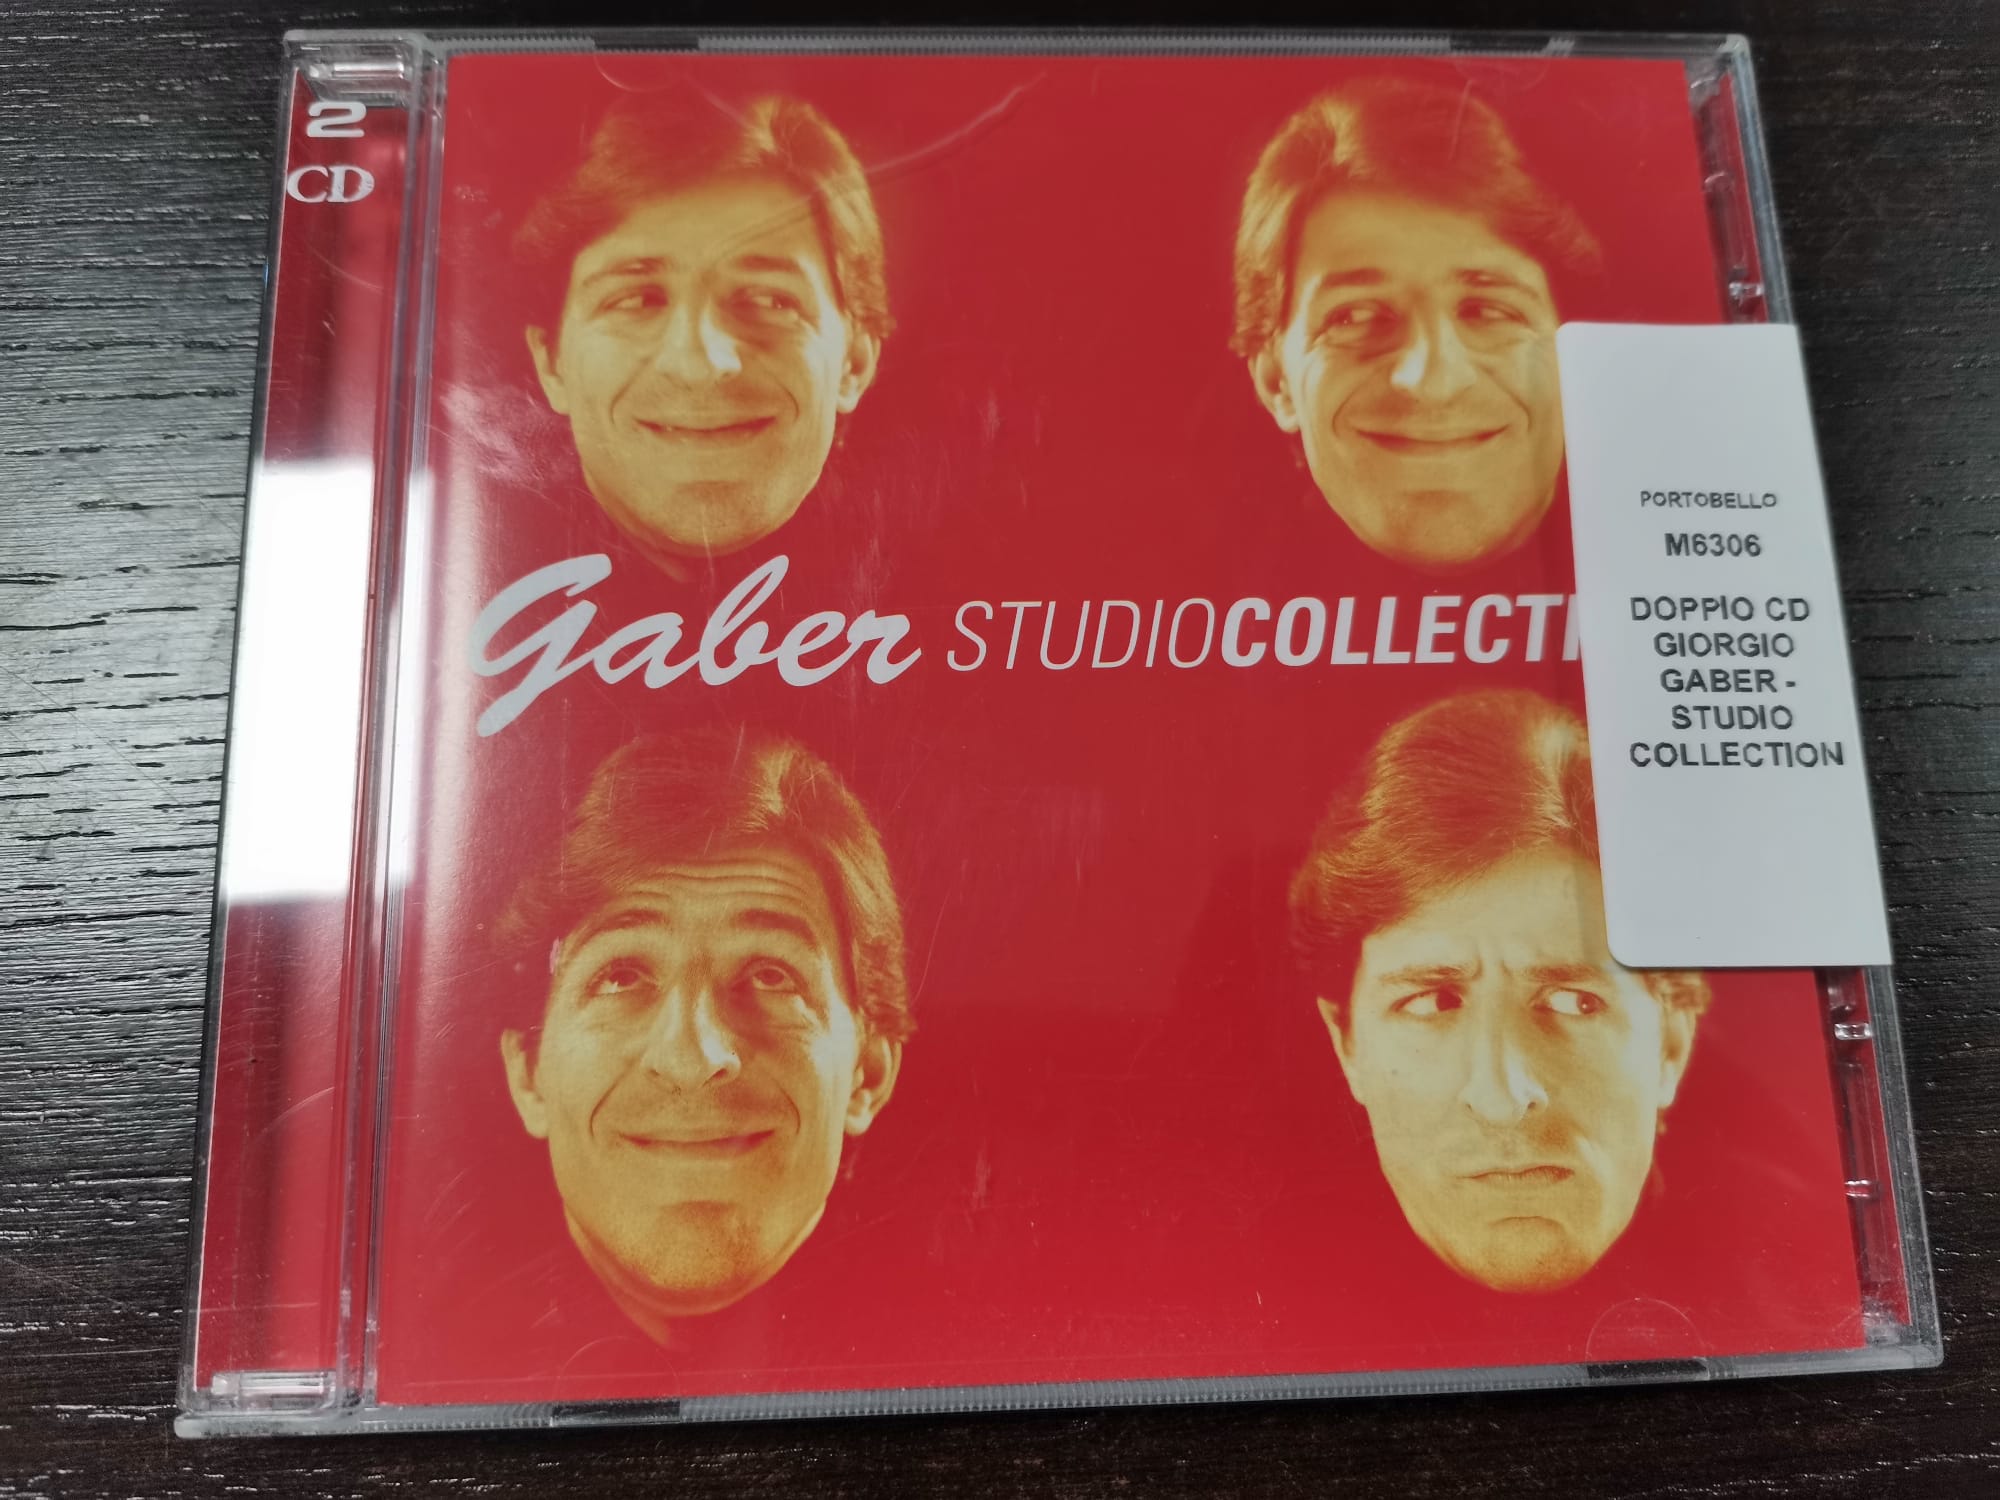 2
CD
Gaber STUDIOCOLLECTI
PORTOBELLO
M6306
DOPPIO CD
GIORGIO
GABER -
STUDIO
COLLECTION